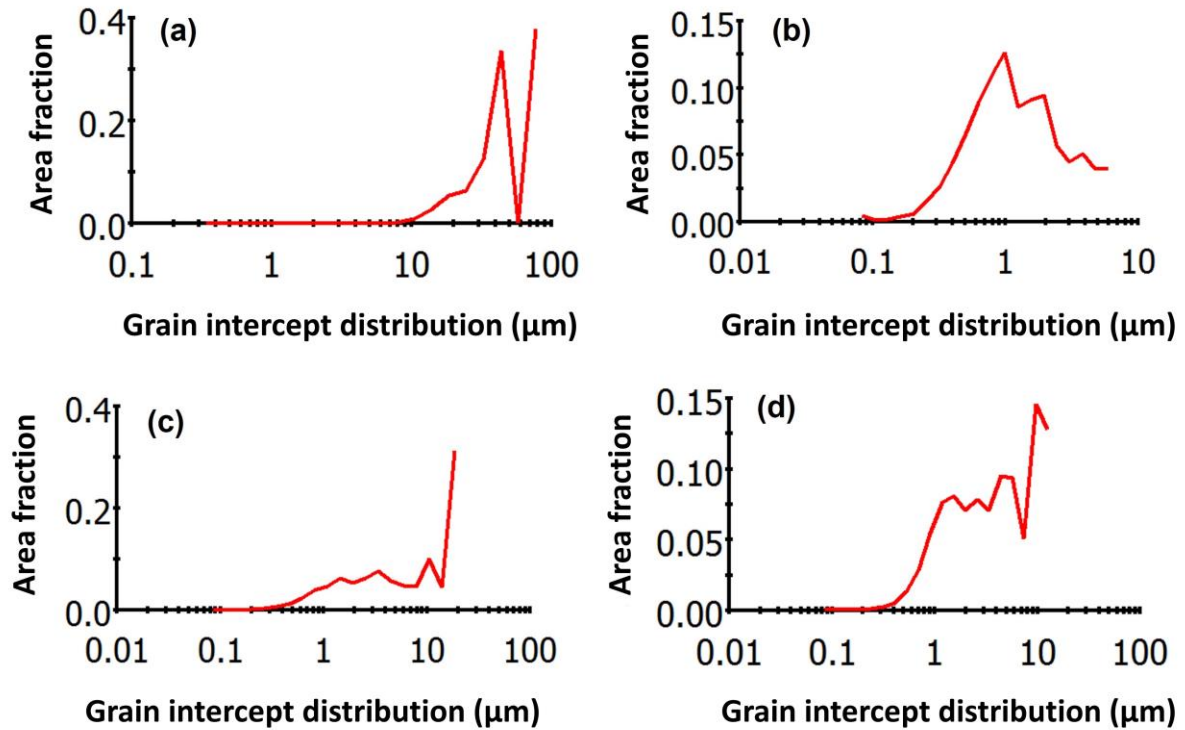 (a)
Area fraction
0.4
0.2
0.0
0.1 1 10 100
Grain intercept distribution (µm)
(b)
Area fraction
0.15
0.10
0.05
0.00
0.01 0.1 1 10
Grain intercept distribution (µm)
(c)
Area fraction
0.4
0.2
0.0
0.01 0.1 1 10 100
Grain intercept distribution (µm)
(d)
Area fraction
0.15
0.10
0.05
0.00
0.01 0.1 1 10 100
Grain intercept distribution (µm)